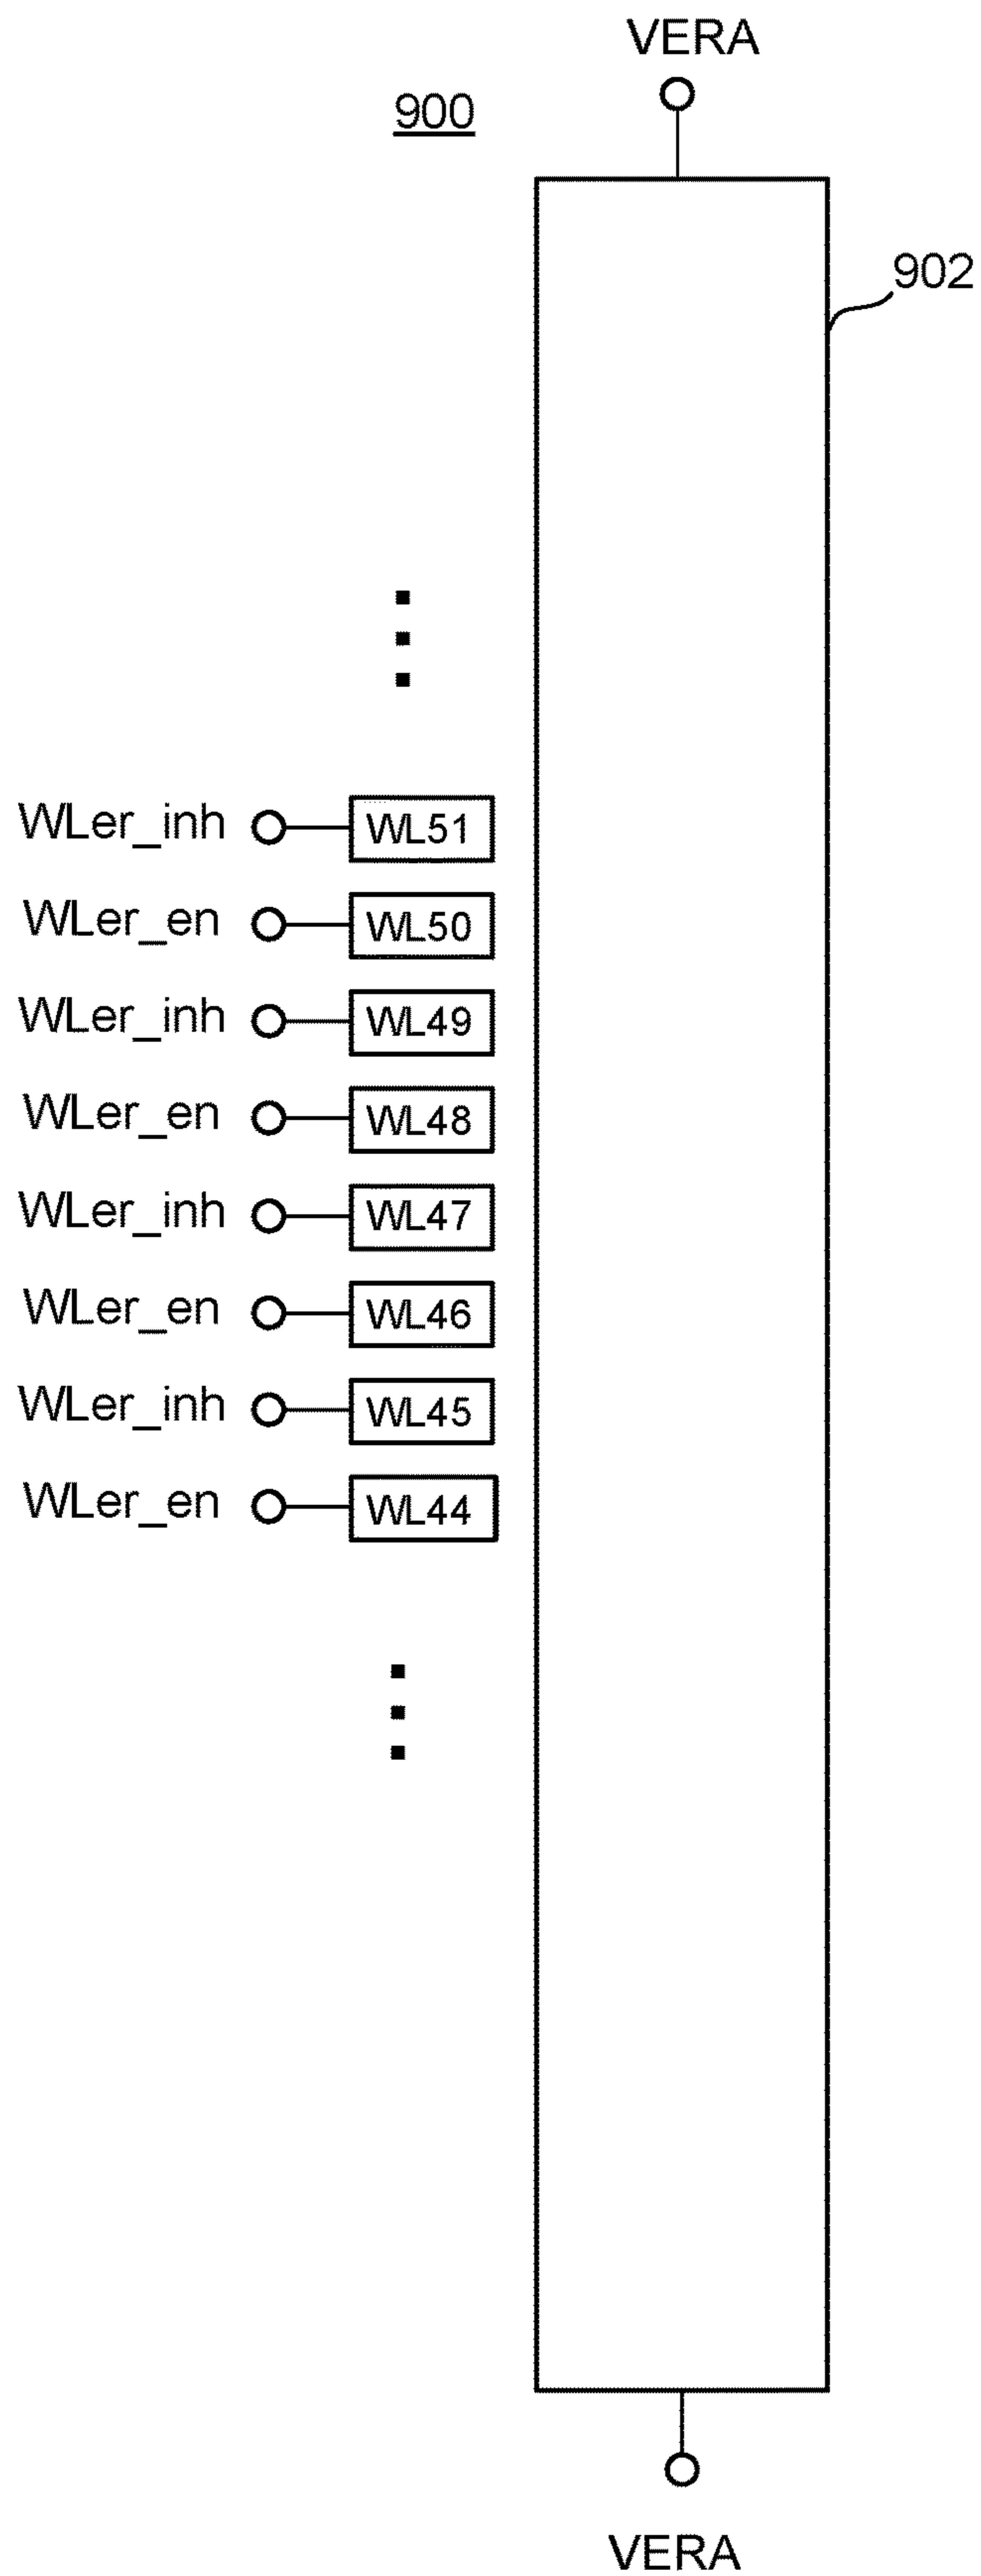 VERA
900
902
WLer_inh WL51
WLer_en WL50
WLer_inh WL49
WLer_en WL48
WLer_inh WL47
WLer_en WL46
WLer_inh WL45
WLer_en WL44
VERA